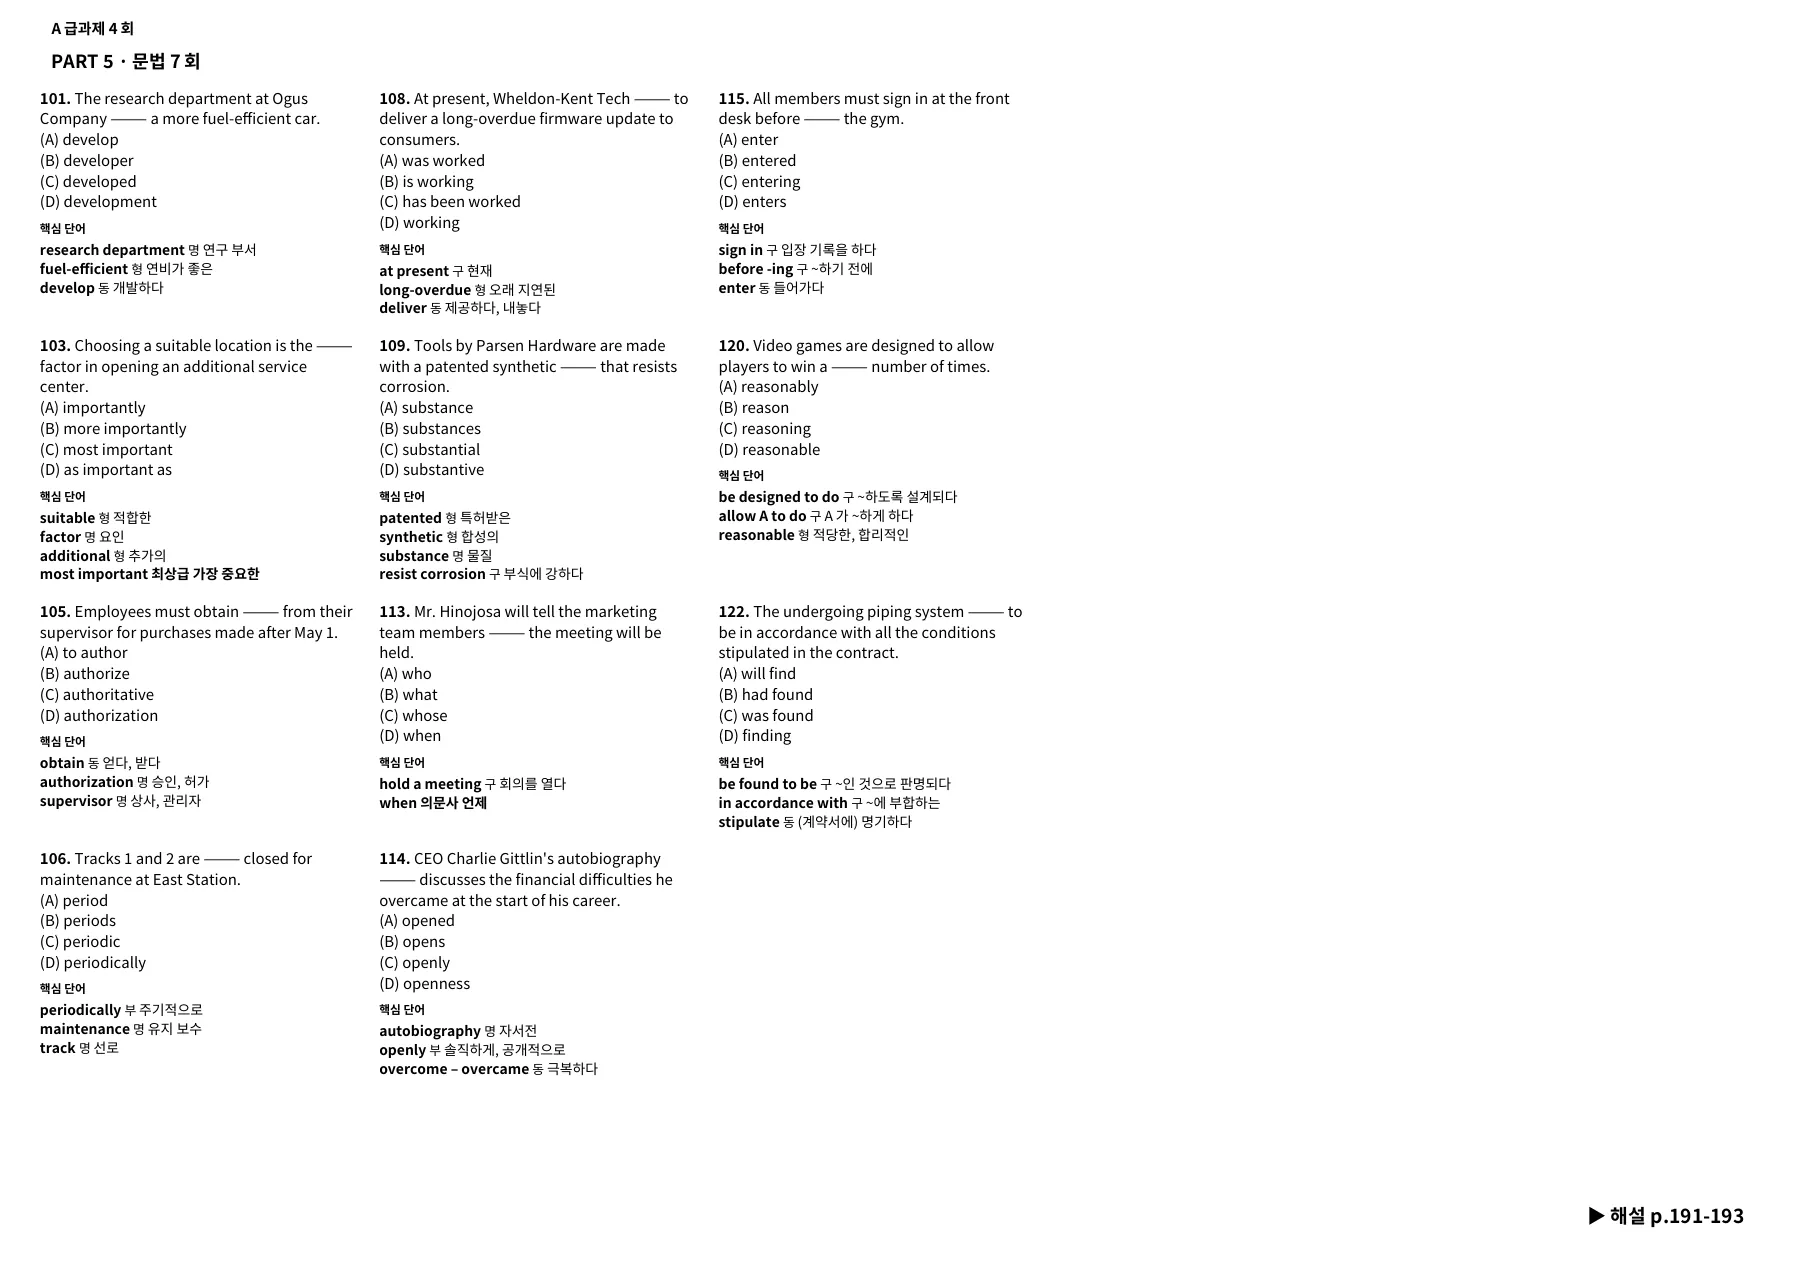 A 급과제 4 회
PART 5 · 문법 7 회
101. The research department at Ogus
Company ——— a more fuel-efficient car.
(A) develop
(B) developer
(C) developed
(D) development
핵심 단어
research department 명 연구 부서
fuel-efficient 형 연비가 좋은
develop 동 개발하다
103. Choosing a suitable location is the ———
factor in opening an additional service
center.
(A) importantly
(B) more importantly
(C) most important
(D) as important as
핵심 단어
suitable 형 적합한
factor 명 요인
additional 형 추가의
most important 최상급 가장 중요한
105. Employees must obtain ——— from their
supervisor for purchases made after May 1.
(A) to author
(B) authorize
(C) authoritative
(D) authorization
핵심 단어
obtain 동 얻다, 받다
authorization 명 승인, 허가
supervisor 명 상사, 관리자
106. Tracks 1 and 2 are ——— closed for
maintenance at East Station.
(A) period
(B) periods
(C) periodic
(D) periodically
핵심 단어
periodically 부 주기적으로
maintenance 명 유지 보수
track 명 선로
108. At present, Wheldon-Kent Tech ——— to
deliver a long-overdue firmware update to
consumers.
(A) was worked
(B) is working
(C) has been worked
(D) working
핵심 단어
at present 구 현재
long-overdue 형 오래 지연된
deliver 동 제공하다, 내놓다
109. Tools by Parsen Hardware are made
with a patented synthetic ——— that resists
corrosion.
(A) substance
(B) substances
(C) substantial
(D) substantive
핵심 단어
patented 형 특허받은
synthetic 형 합성의
substance 명 물질
resist corrosion 구 부식에 강하다
113. Mr. Hinojosa will tell the marketing
team members ——— the meeting will be
held.
(A) who
(B) what
(C) whose
(D) when
핵심 단어
hold a meeting 구 회의를 열다
when 의문사 언제
114. CEO Charlie Gittlin's autobiography
——— discusses the financial difficulties he
overcame at the start of his career.
(A) opened
(B) opens
(C) openly
(D) openness
핵심 단어
autobiography 명 자서전
openly 부 솔직하게, 공개적으로
overcome – overcame 동 극복하다
115. All members must sign in at the front
desk before ——— the gym.
(A) enter
(B) entered
(C) entering
(D) enters
핵심 단어
sign in 구 입장 기록을 하다
before -ing 구 ~하기 전에
enter 동 들어가다
120. Video games are designed to allow
players to win a ——— number of times.
(A) reasonably
(B) reason
(C) reasoning
(D) reasonable
핵심 단어
be designed to do 구 ~하도록 설계되다
allow A to do 구 A 가 ~하게 하다
reasonable 형 적당한, 합리적인
122. The undergoing piping system ——— to
be in accordance with all the conditions
stipulated in the contract.
(A) will find
(B) had found
(C) was found
(D) finding
핵심 단어
be found to be 구 ~인 것으로 판명되다
in accordance with 구 ~에 부합하는
stipulate 동 (계약서에) 명기하다
▶ 해설 p.191-193